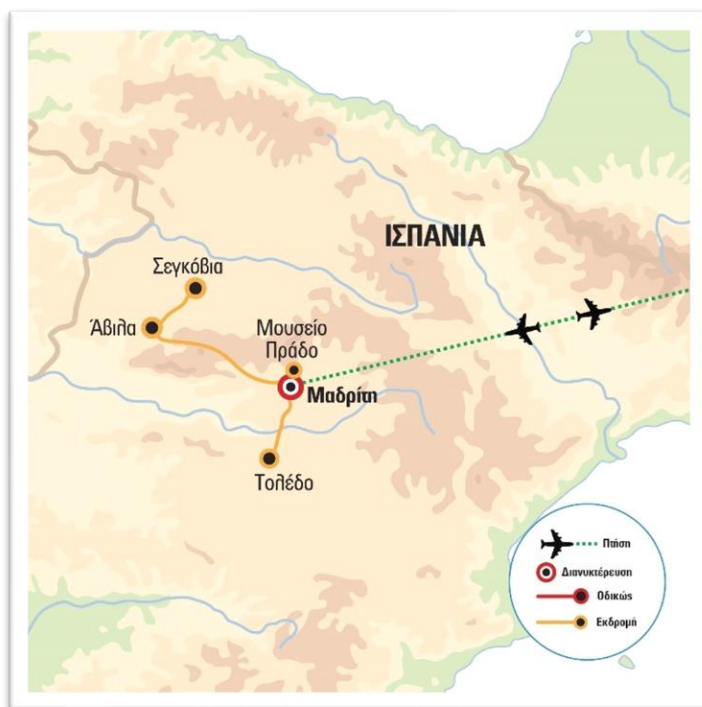 ΙΣΠΑΝΙΑ
Σεγκόβια
Άβιλα
Μουσείο
Πράδο
Μαδρίτη
Τολέδο
Πτήση
Διανυκτέρευση
Οδικώς
Εκδρομή